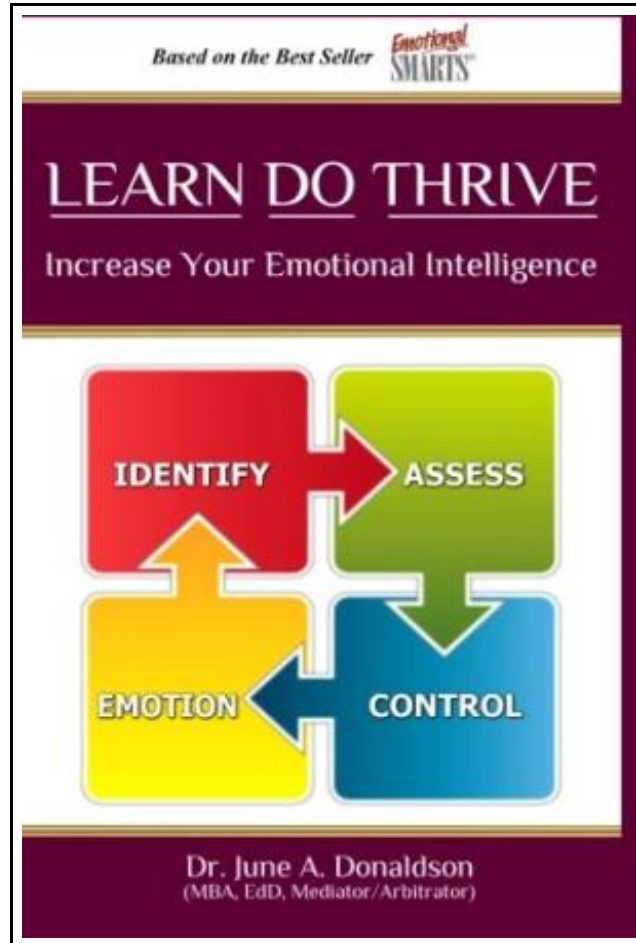 Based on the Best Seller Emotional
SMARTS
LEARN DO THRIVE
Increase Your Emotional Intelligence
IDENTIFY ASSESS
EMOTION CONTROL
Dr. June A. Donaldson
(MBA, EdD, Mediator/Arbitrator)